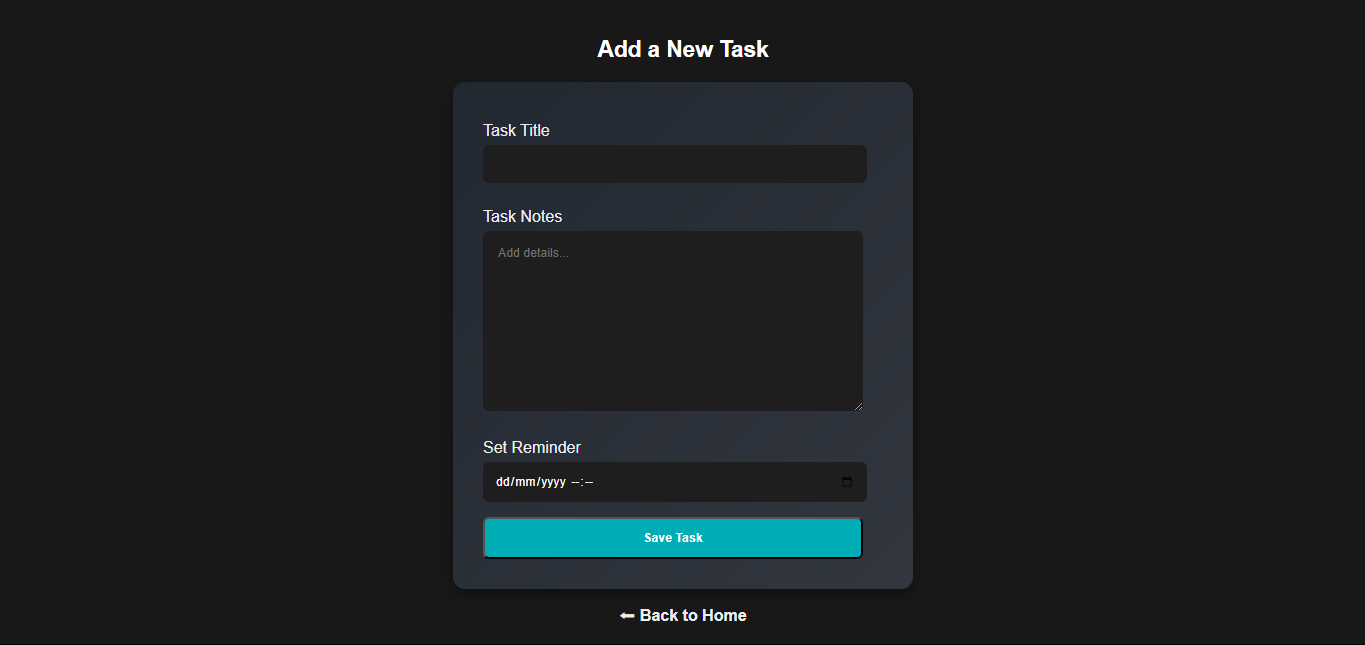 Add a New Task
Task Title
Task Notes
Add details...
Set Reminder
dd/mm/yyyy --:--
Save Task
⬅ Back to Home